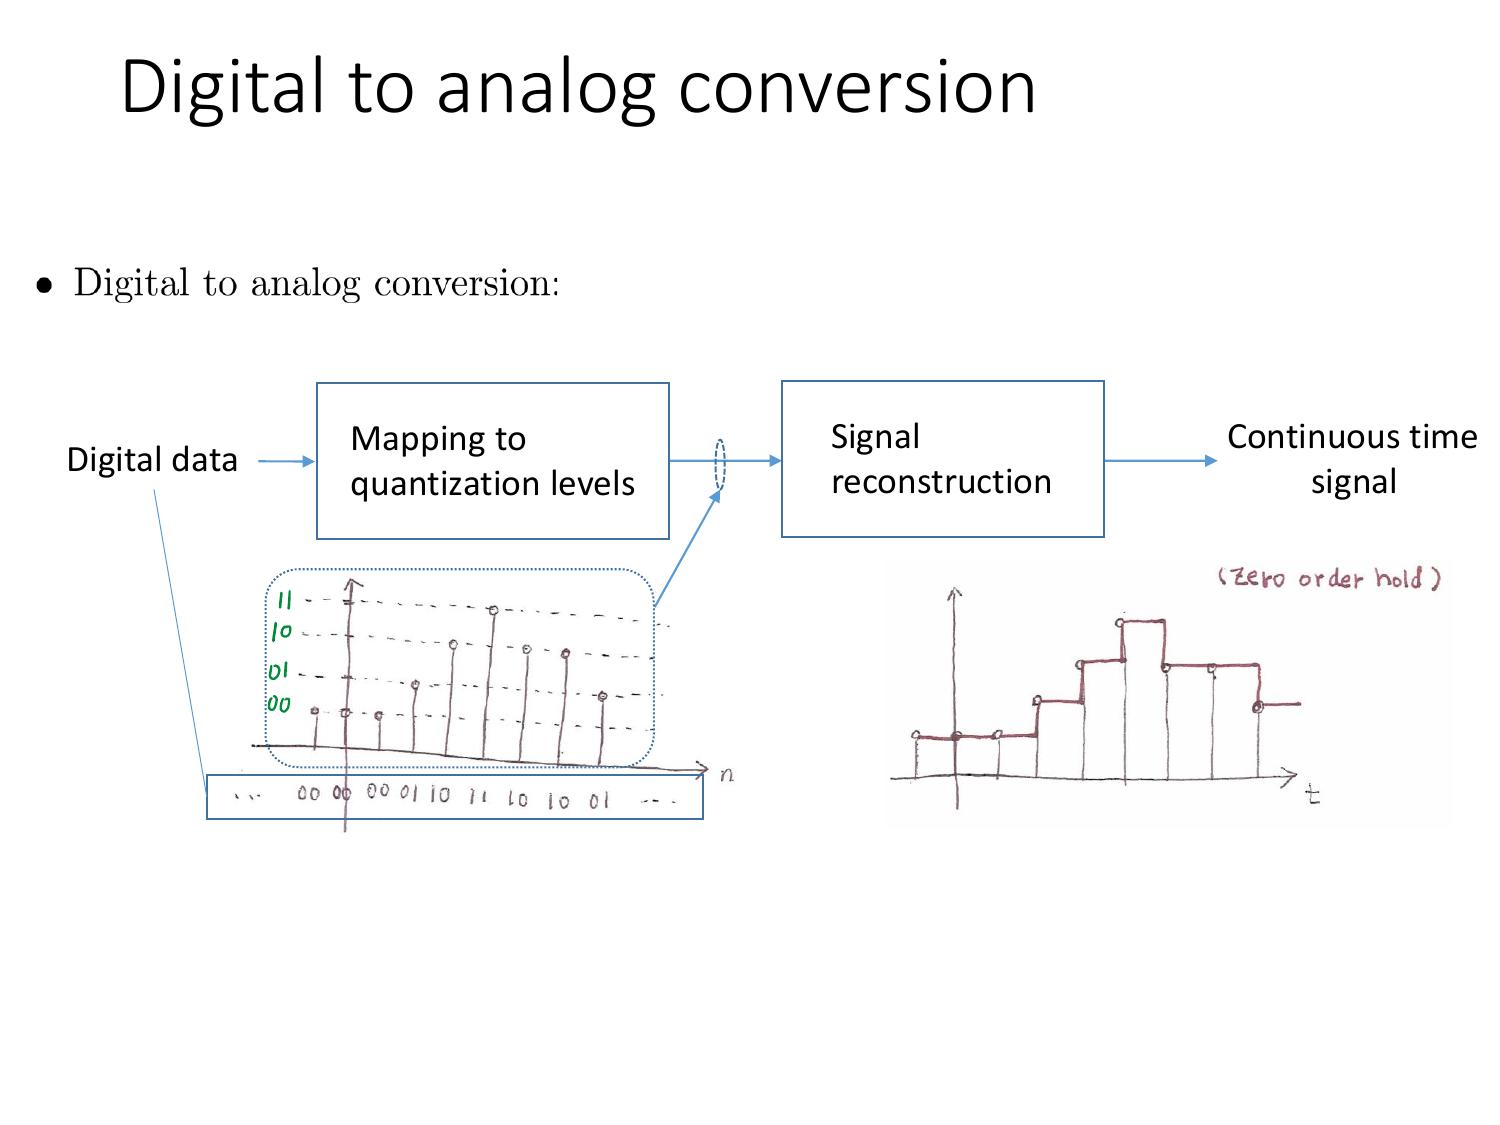 Digital to analog conversion
• Digital to analog conversion:
Digital data
Mapping to
quantization levels
Signal
reconstruction
Continuous time
signal
(Zero order hold)
11
10
01
00
n
... 00 00 00 01 10 11 10 10 01 ....
t